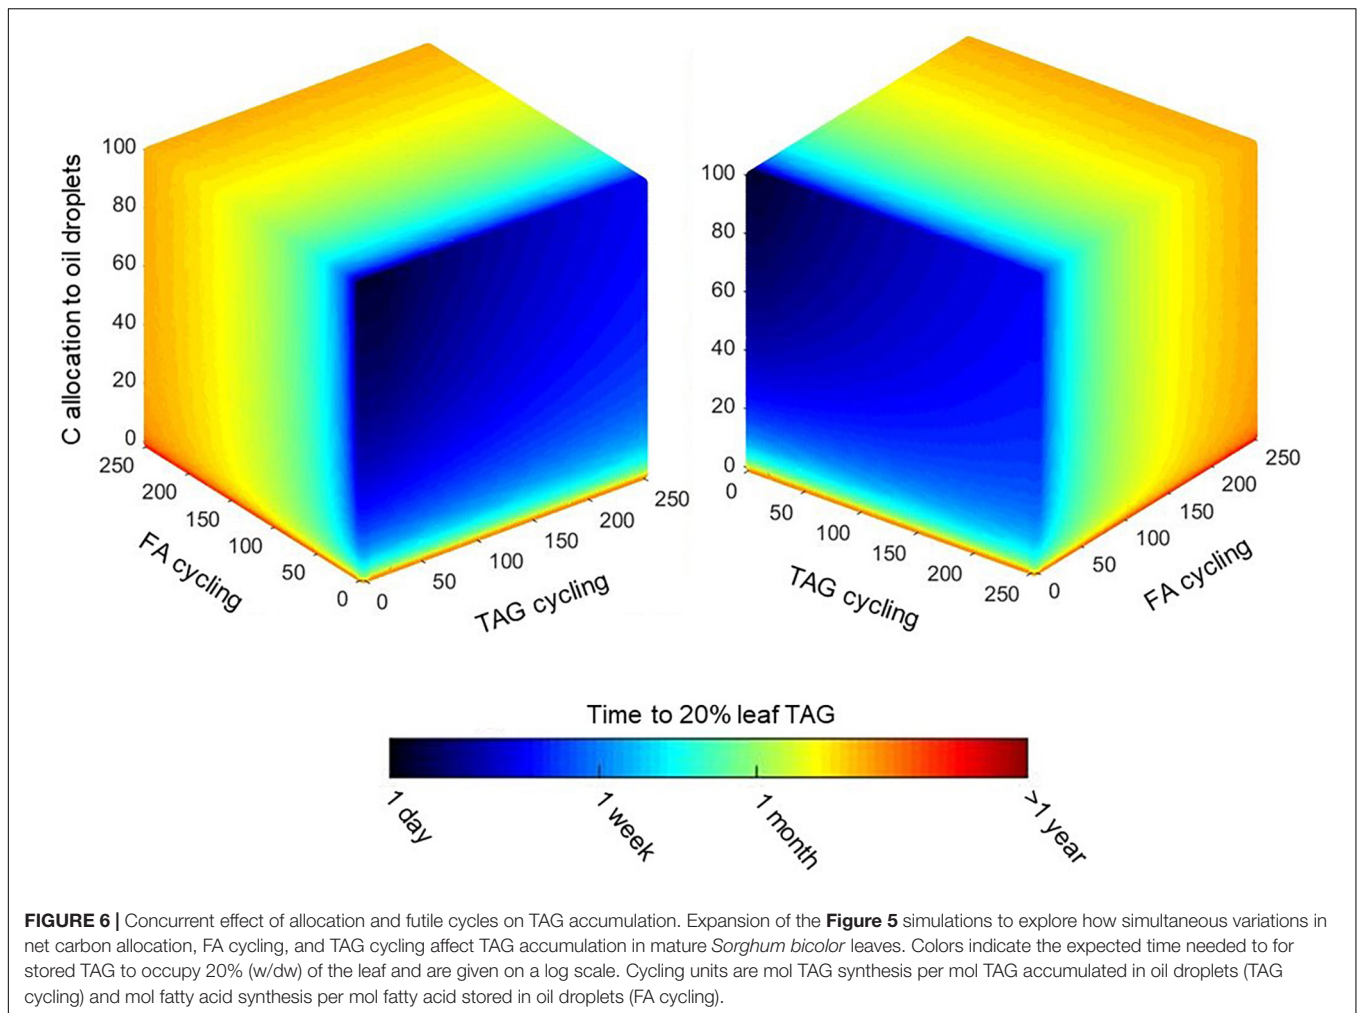 100
80
60
40
20
0
C allocation to oil droplets
250
200
150
100
50
0
FA cycling
0
50
100
150
200
250
TAG cycling
100
80
60
40
20
0
0
50
100
150
200
250
TAG cycling
0
50
100
150
200
250
FA cycling
Time to 20% leaf TAG
1 day
1 week
1 month
>1 year
FIGURE 6 | Concurrent effect of allocation and futile cycles on TAG accumulation. Expansion of the Figure 5 simulations to explore how simultaneous variations in
net carbon allocation, FA cycling, and TAG cycling affect TAG accumulation in mature Sorghum bicolor leaves. Colors indicate the expected time needed to for
stored TAG to occupy 20% (w/dw) of the leaf and are given on a log scale. Cycling units are mol TAG synthesis per mol TAG accumulated in oil droplets (TAG
cycling) and mol fatty acid synthesis per mol fatty acid stored in oil droplets (FA cycling).